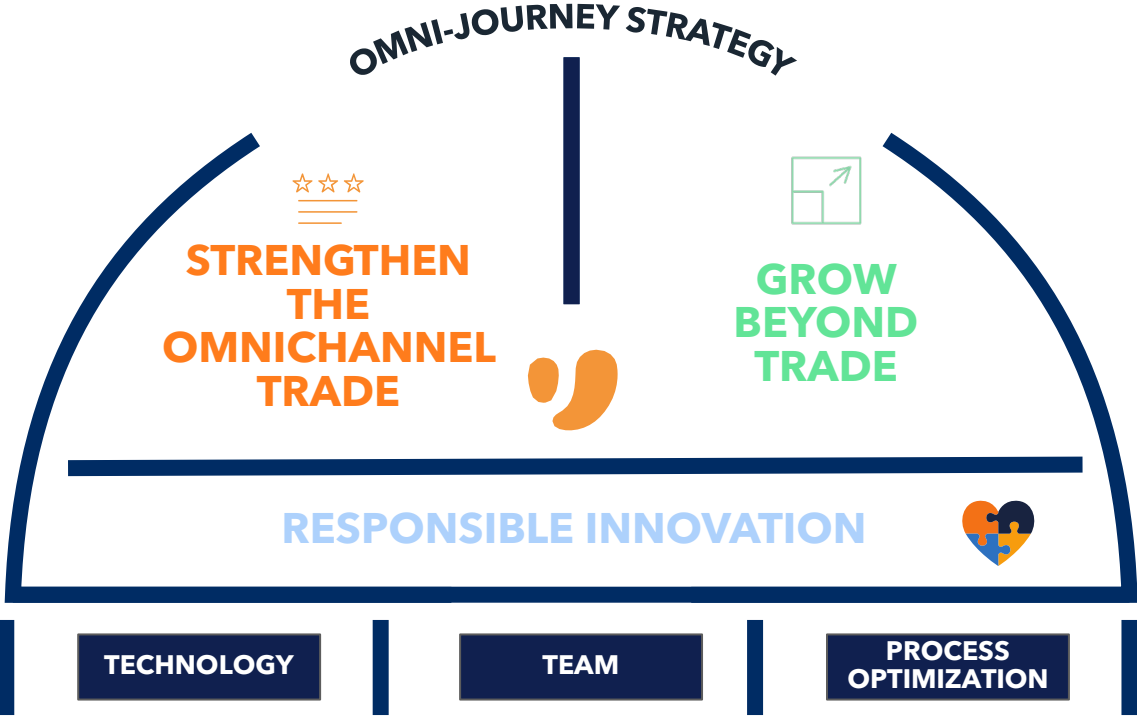 OMNI-JOURNEY STRATEGY
STRENGTHEN
THE
OMNICHANNEL
TRADE
GROW
BEYOND
TRADE
RESPONSIBLE INNOVATION
TECHNOLOGY
TEAM
PROCESS
OPTIMIZATION